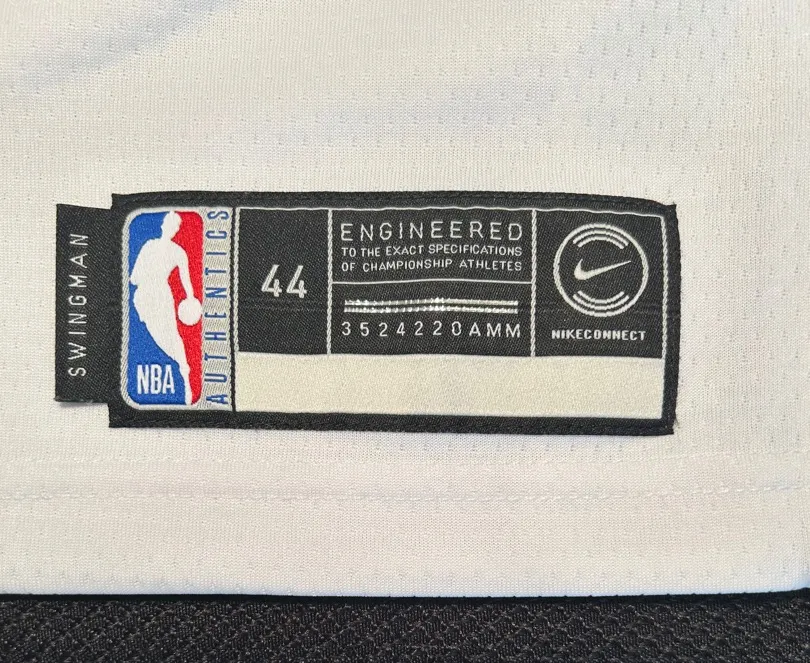 SWINGMAN
NBA
AUTHENTICS
44
ENGINEERED
TO THE EXACT SPECIFICATIONS
OF CHAMPIONSHIP ATHLETES
3524220AMM
NIKECONNECT